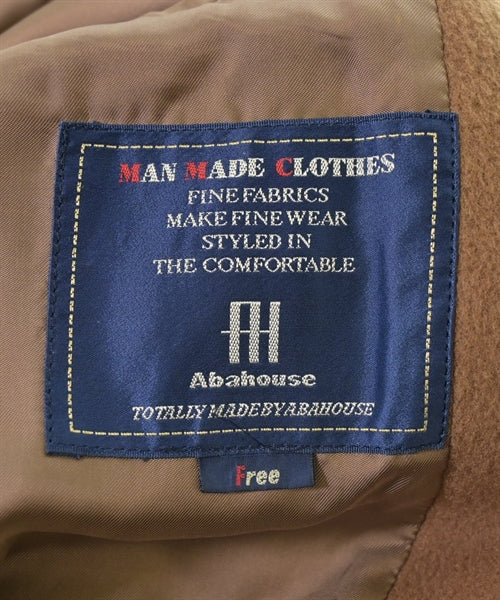 MAN MADE CLOTHES
FINE FABRICS
MAKE FINE WEAR
STYLED IN
THE COMFORTABLE
AH
Abahouse
TOTALLY MADE BY ABAHOUSE
Free